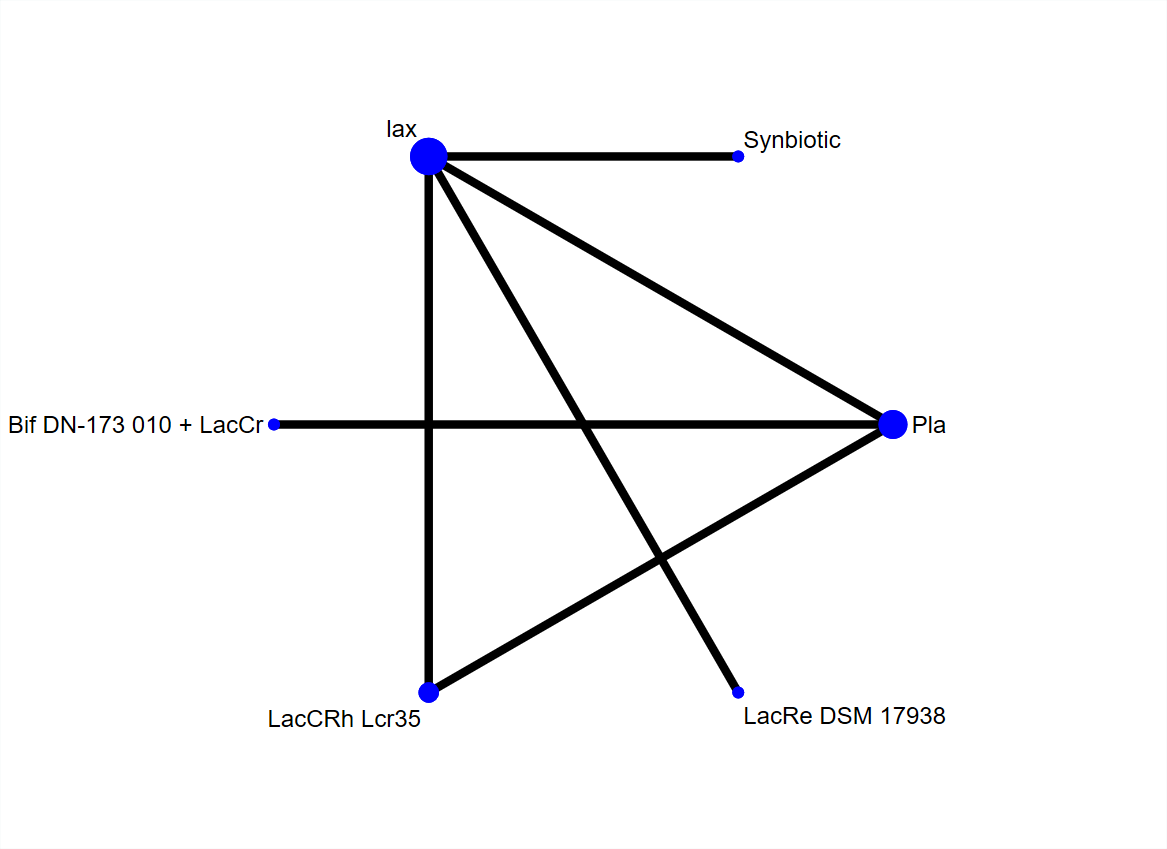 lax
Synbiotic
Bif DN-173 010 + LacCr
Pla
LacCRh Lcr35
LacRe DSM 17938